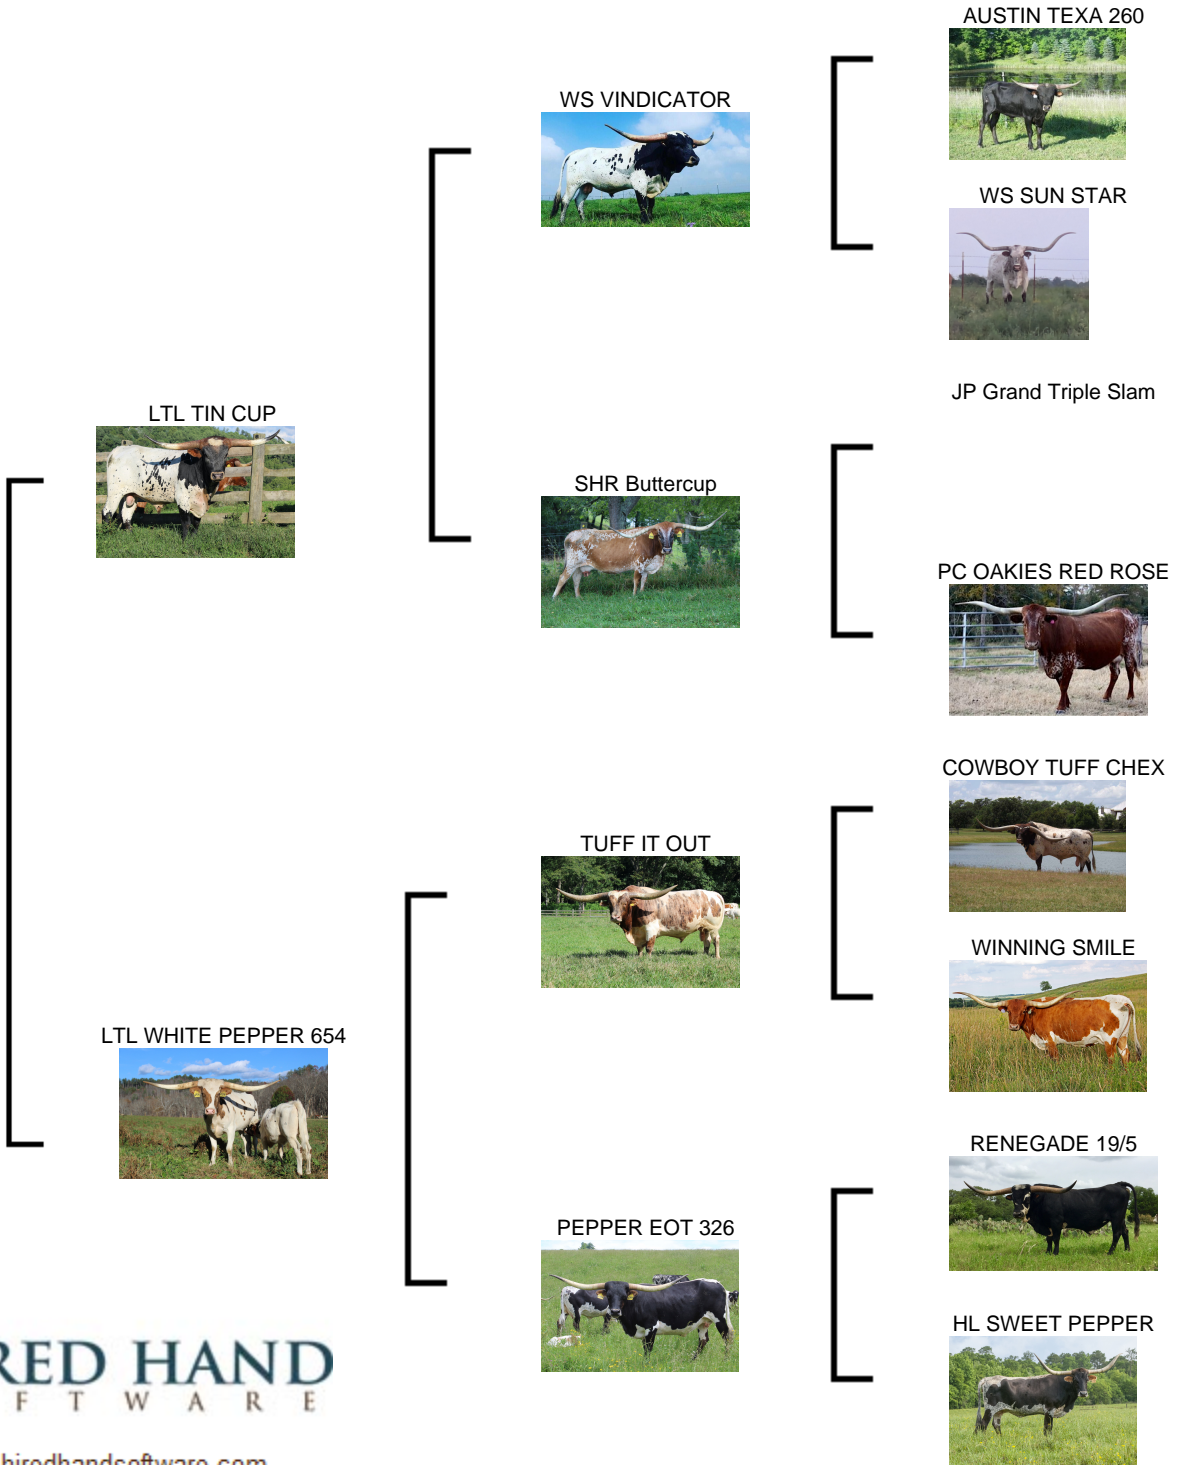 AUSTIN TEXA 260
WS VINDICATOR
WS SUN STAR
JP Grand Triple Slam
LTL TIN CUP
SHR Buttercup
PC OAKIES RED ROSE
COWBOY TUFF CHEX
TUFF IT OUT
WINNING SMILE
LTL WHITE PEPPER 654
RENEGADE 19/5
PEPPER EOT 326
HL SWEET PEPPER
RED HAND
F T W A R E
hiredhandsoftware.com